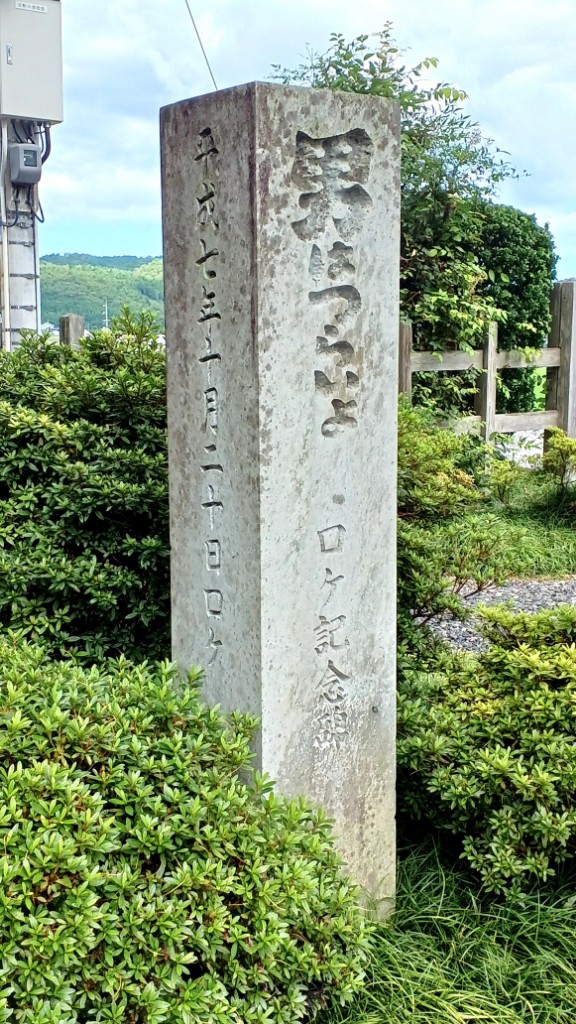 男はつらいよ
ロケ記念碑
平成七年十月二十日ロケ